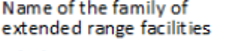 Name of the family of
extended range facilities